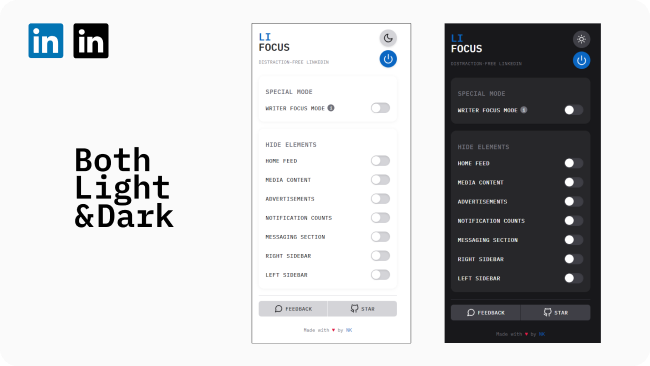 in
in
Both
Light
&Dark
LI
FOCUS
DISTRACTION-FREE LINKEDIN
SPECIAL MODE
WRITER FOCUS MODE i
HIDE ELEMENTS
HOME FEED
MEDIA CONTENT
ADVERTISEMENTS
NOTIFICATION COUNTS
MESSAGING SECTION
RIGHT SIDEBAR
LEFT SIDEBAR
FEEDBACK
STAR
Made with ♥ by NK
LI
FOCUS
DISTRACTION-FREE LINKEDIN
SPECIAL MODE
WRITER FOCUS MODE i
HIDE ELEMENTS
HOME FEED
MEDIA CONTENT
ADVERTISEMENTS
NOTIFICATION COUNTS
MESSAGING SECTION
RIGHT SIDEBAR
LEFT SIDEBAR
FEEDBACK
STAR
Made with ♥ by NK